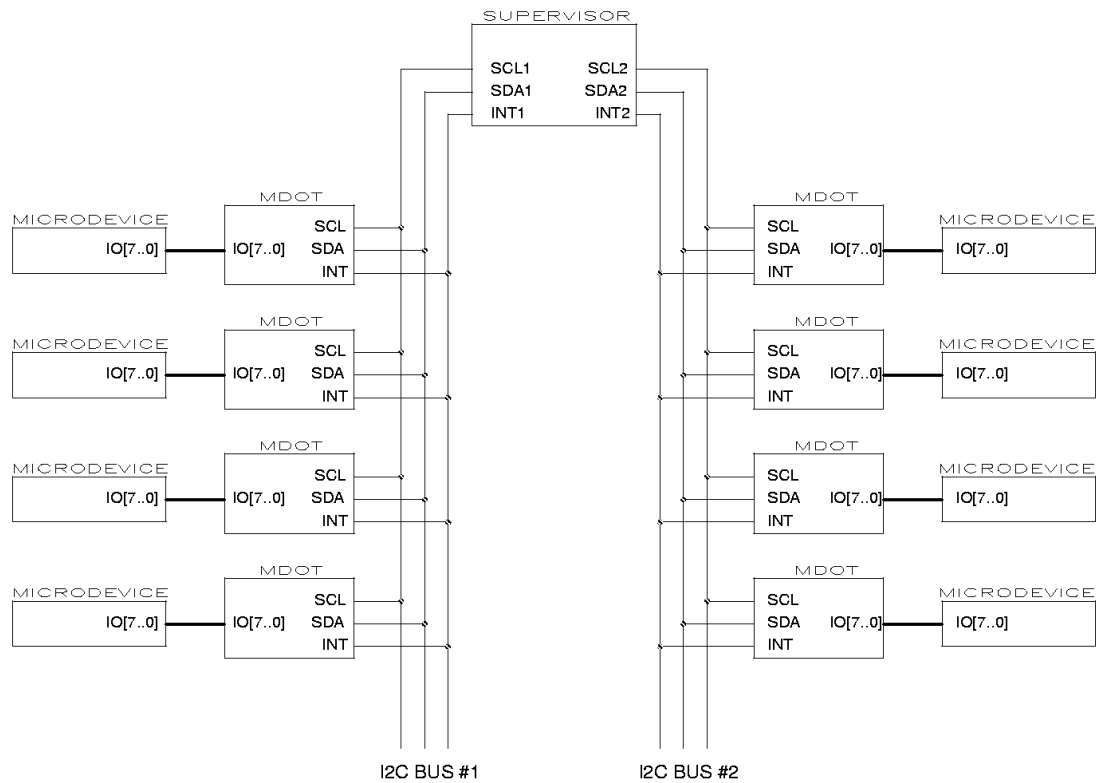 SUPERVISOR
SCL1 SCL2
SDA1 SDA2
INT1 INT2
MDOT MDOT
MICRODEVICE SCL SCL MICRODEVICE
IO[7..0] IO[7..0] SDA SDA IO[7..0] IO[7..0]
INT INT
MDOT MDOT
MICRODEVICE SCL SCL MICRODEVICE
IO[7..0] IO[7..0] SDA SDA IO[7..0] IO[7..0]
INT INT
MDOT MDOT
MICRODEVICE SCL SCL MICRODEVICE
IO[7..0] IO[7..0] SDA SDA IO[7..0] IO[7..0]
INT INT
MDOT MDOT
MICRODEVICE SCL SCL MICRODEVICE
IO[7..0] IO[7..0] SDA SDA IO[7..0] IO[7..0]
INT INT
I2C BUS #1 I2C BUS #2